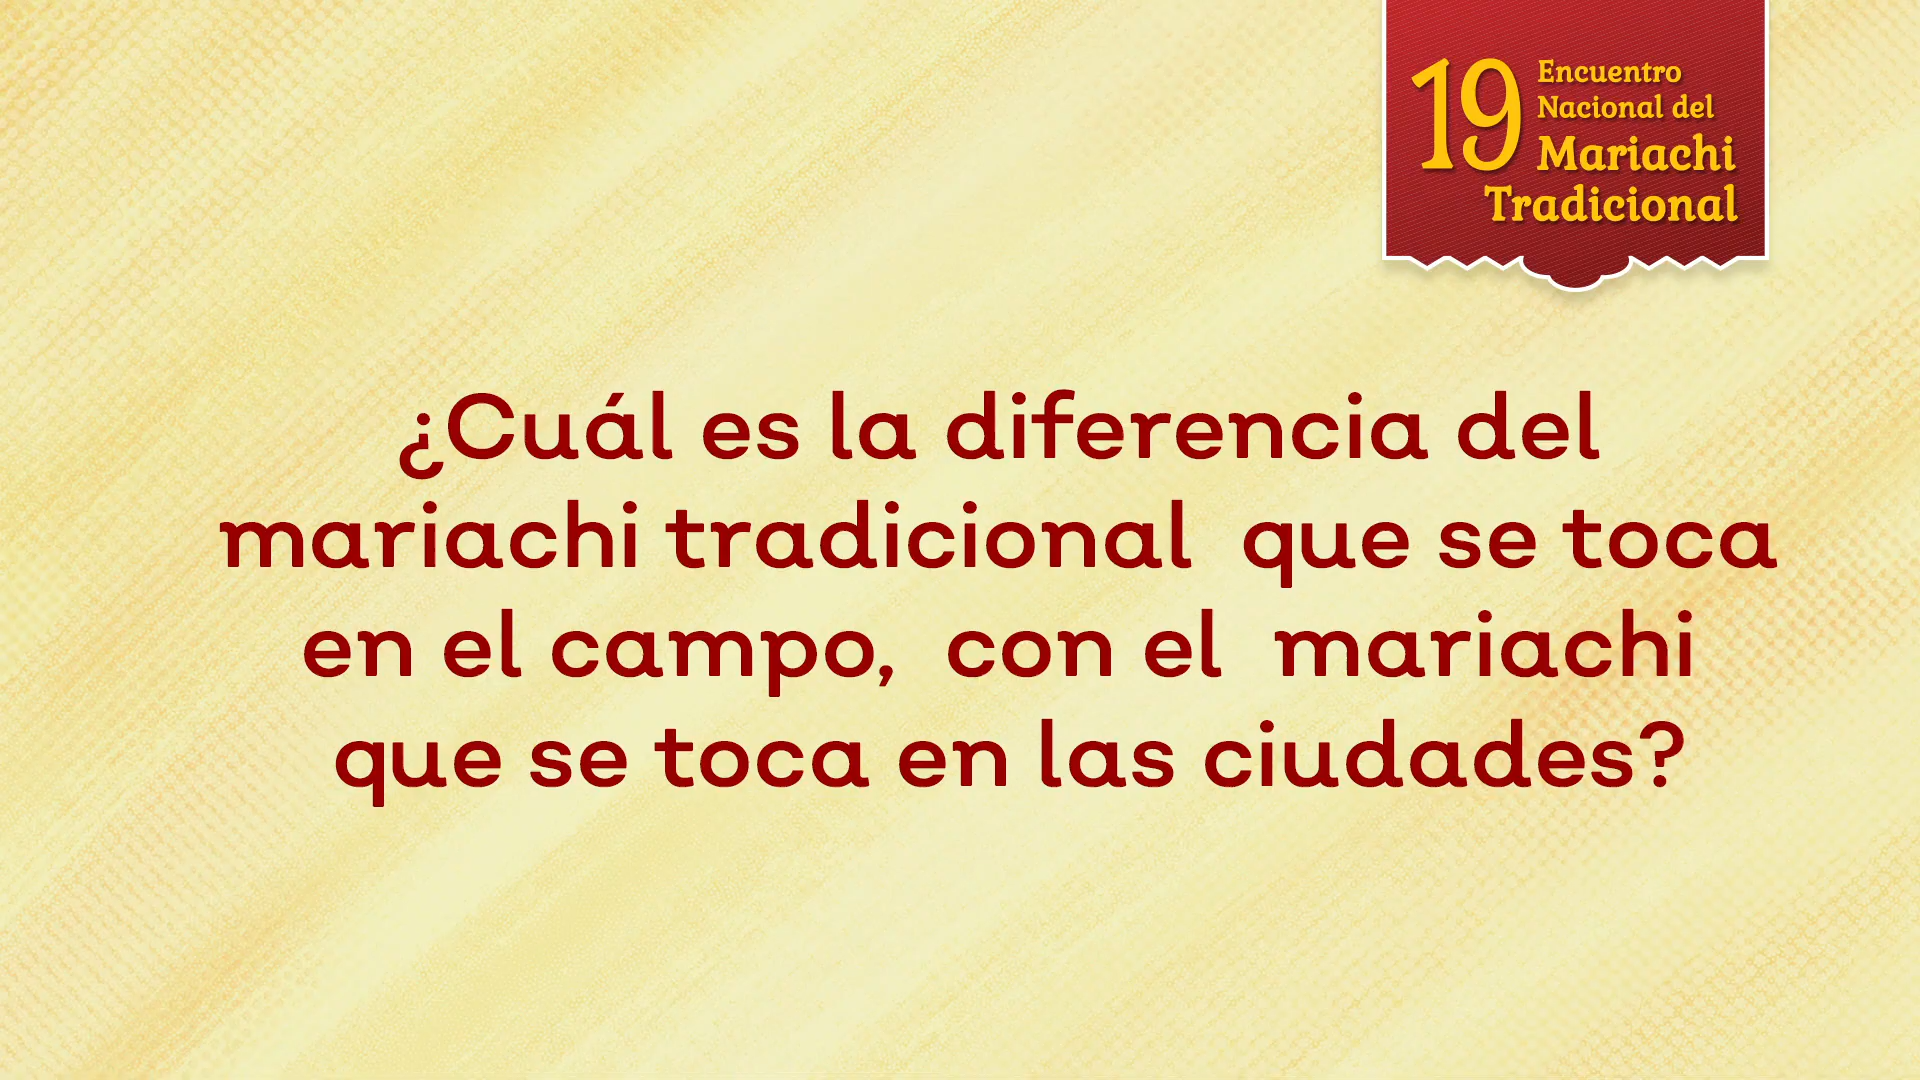 19 Encuentro
Nacional del
Mariachi
Tradicional
¿Cuál es la diferencia del
mariachi tradicional que se toca
en el campo, con el mariachi
que se toca en las ciudades?